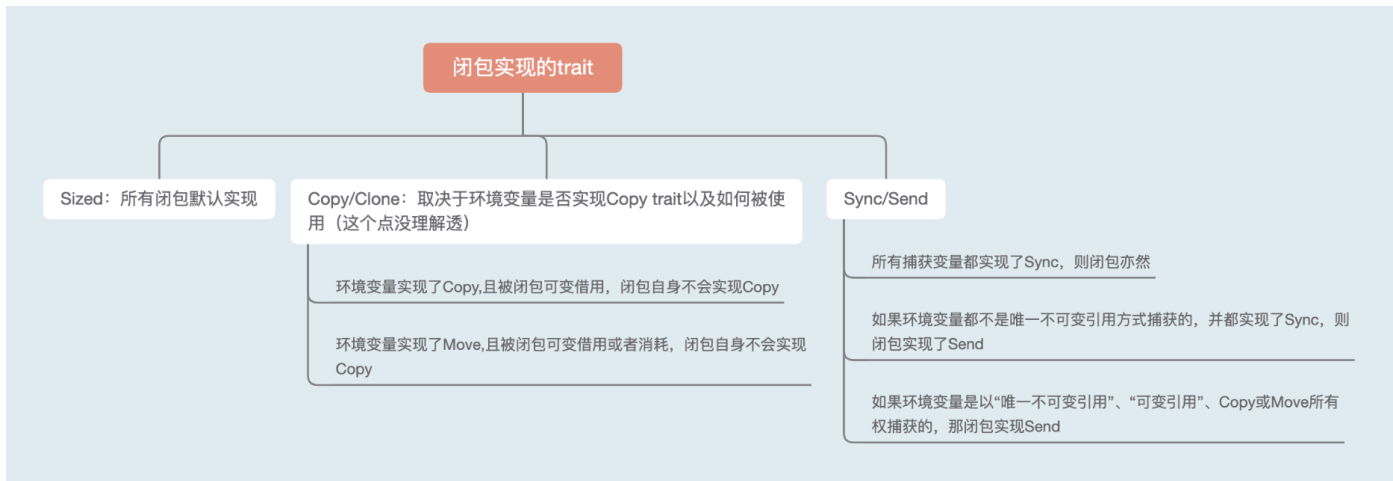 闭包实现的trait
Sized：所有闭包默认实现
Copy/Clone：取决于环境变量是否实现Copy trait以及如何被使
用（这个点没理解透）
环境变量实现了Copy,且被闭包可变借用，闭包自身不会实现Copy
环境变量实现了Move,且被闭包可变借用或者消耗，闭包自身不会实现
Copy
Sync/Send
所有捕获变量都实现了Sync，则闭包亦然
如果环境变量都不是唯一不可变引用方式捕获的，并都实现了Sync，则
闭包实现了Send
如果环境变量是以“唯一不可变引用”、“可变引用”、Copy或Move所有
权捕获的，那闭包实现Send